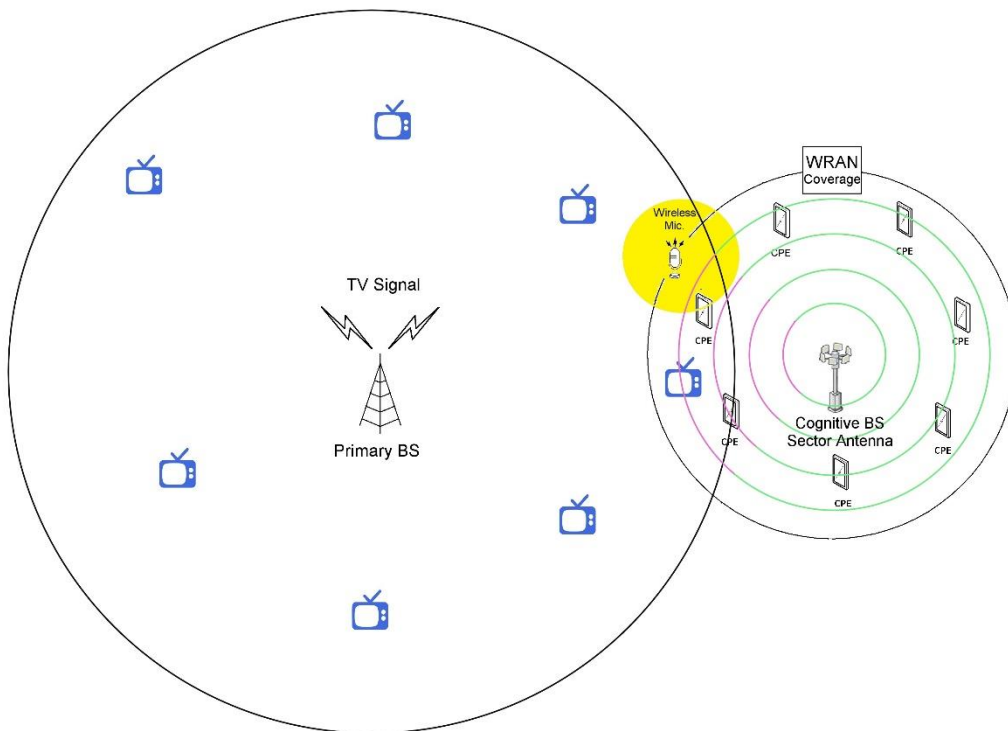 WRAN
Coverage
Wireless
Mic.
CPE
CPE
TV Signal
CPE
CPE
Primary BS
Cognitive BS
Sector Antenna
CPE
CPE
CPE